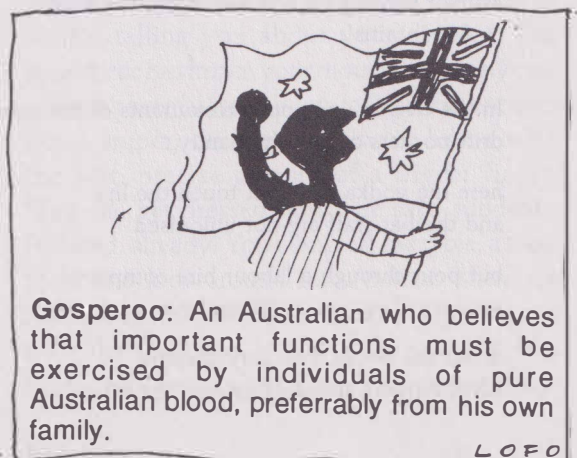 Gosperoo An Australian who believes
that important functions must be
exercised by individuals of pure
Australian blood, preferrably from his own
family.
LOFO